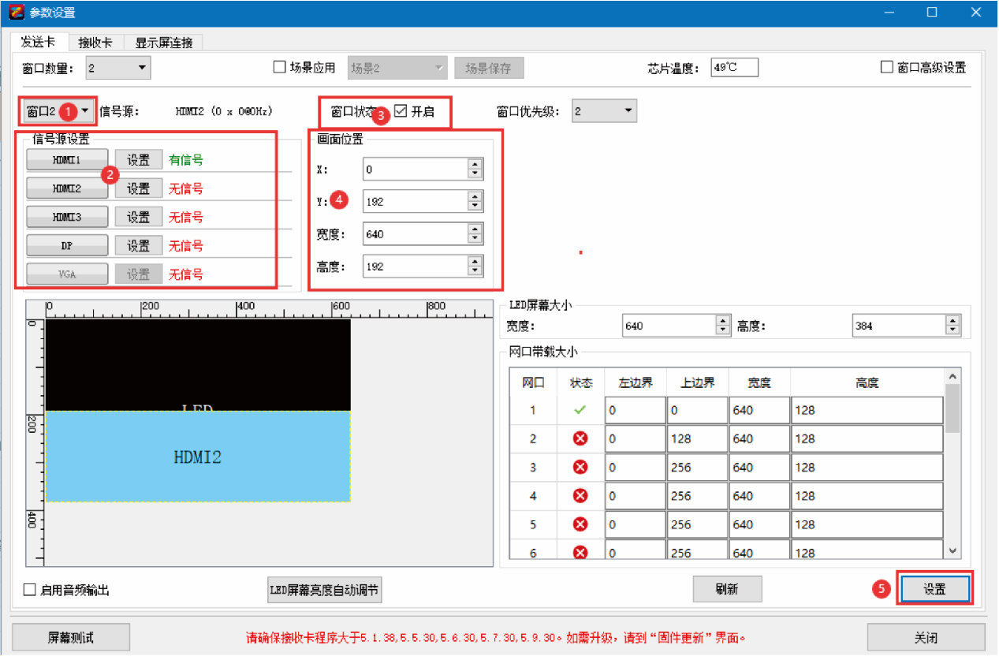 参数设置
发送卡 接收卡 显示屏连接
窗口数量: 2 场景应用 场景2 场景保存 芯片温度: 49℃ 窗口高级设置
窗口2 1 信号源: HDMI2 (0 x 0@0Hz) 窗口状态 3 开启 窗口优先级: 2
信号源设置
HDMI1 设置 有信号
2
HDMI2 设置 无信号
HDMI3 设置 无信号
DP 设置 无信号
VGA 设置 无信号
画面位置
X: 0
Y: 4 192
宽度: 640
高度: 192
0 200 400 600 800
0
200
400
LED
HDMI2
LED屏幕大小
宽度: 640 高度: 384
网口带载大小
网口 状态 左边界 上边界 宽度 高度
1 0 0 640 128
2 0 128 640 128
3 0 256 640 128
4 0 256 640 128
5 0 256 640 128
6 0 256 640 128
启用音频输出 LED屏幕亮度自动调节 刷新 5 设置
屏幕测试 请确保接收卡程序大于5.1.38,5.5.30,5.6.30,5.7.30,5.9.30。如需升级,请到“固件更新”界面。 关闭